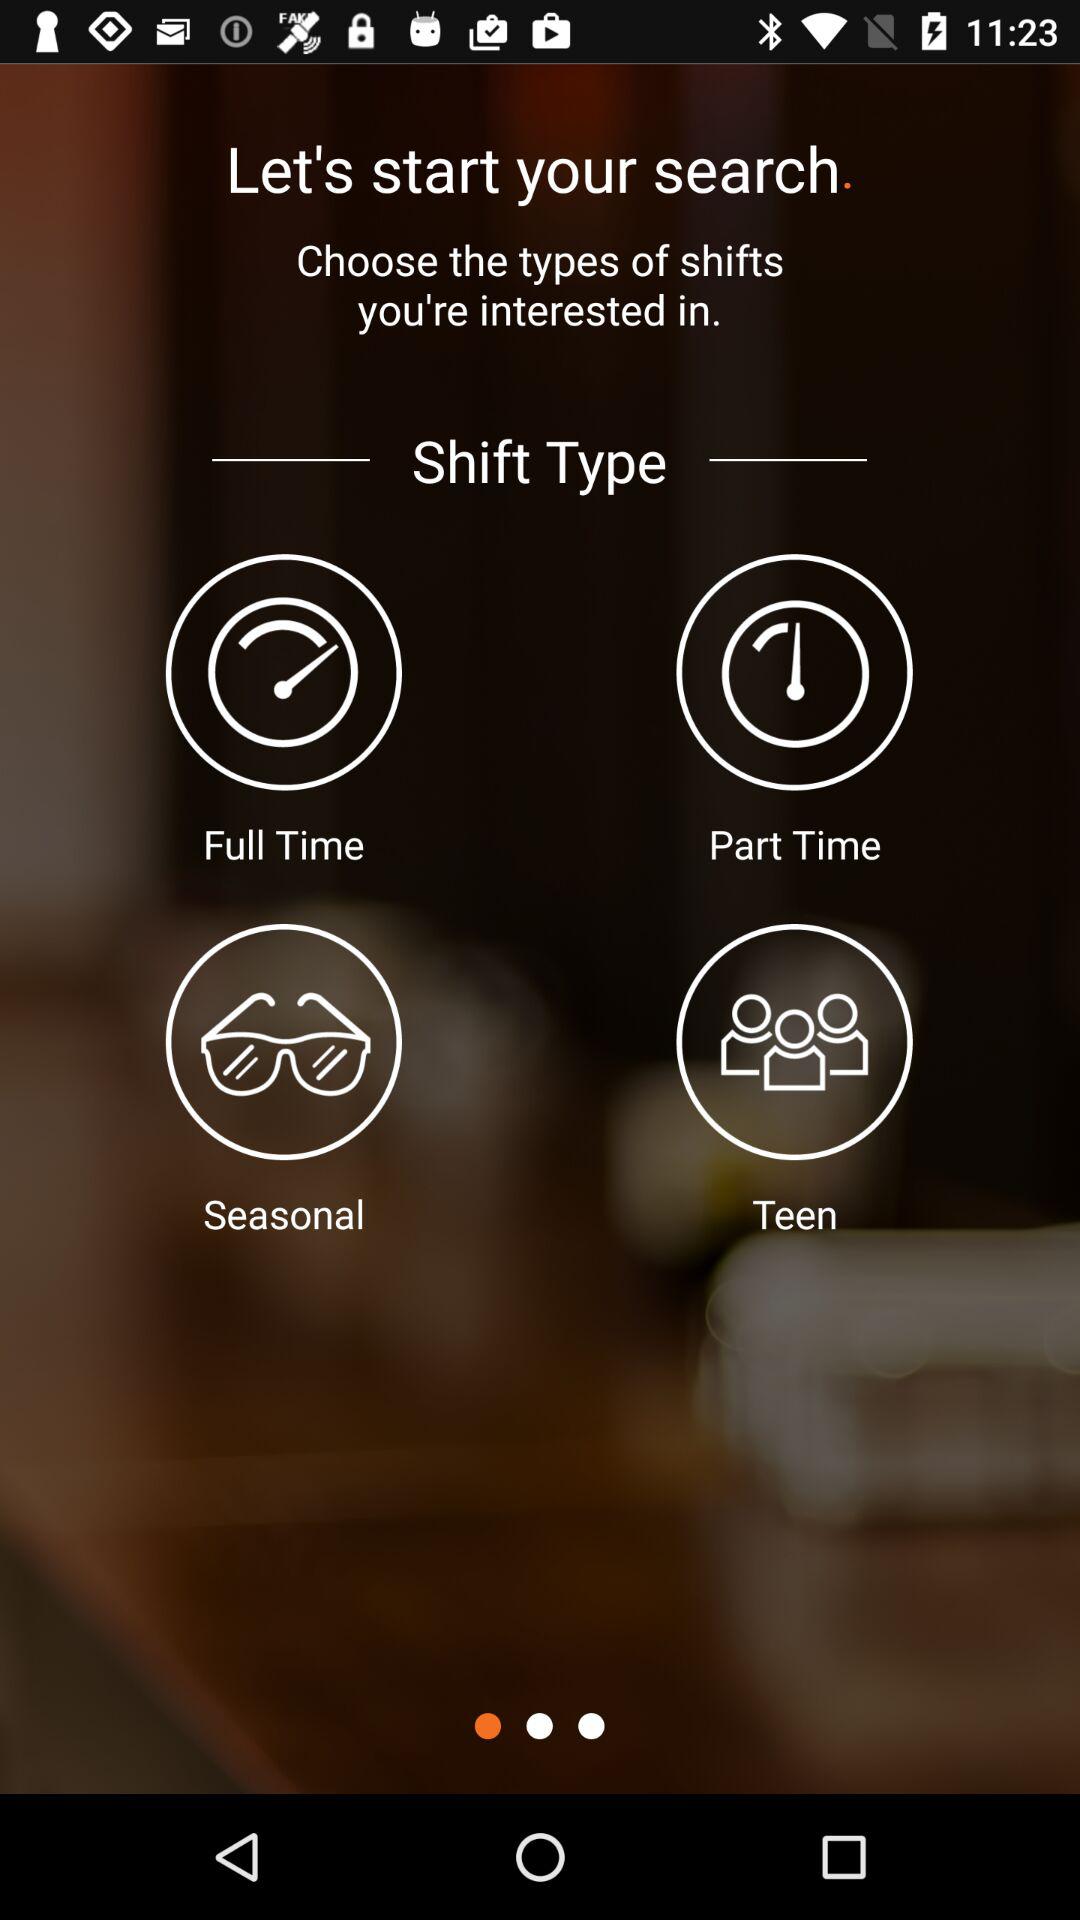 FAKE
11:23
Let's start your search.
Choose the types of shifts
you're interested in.
Shift Type
Full Time
Part Time
Seasonal
Teen